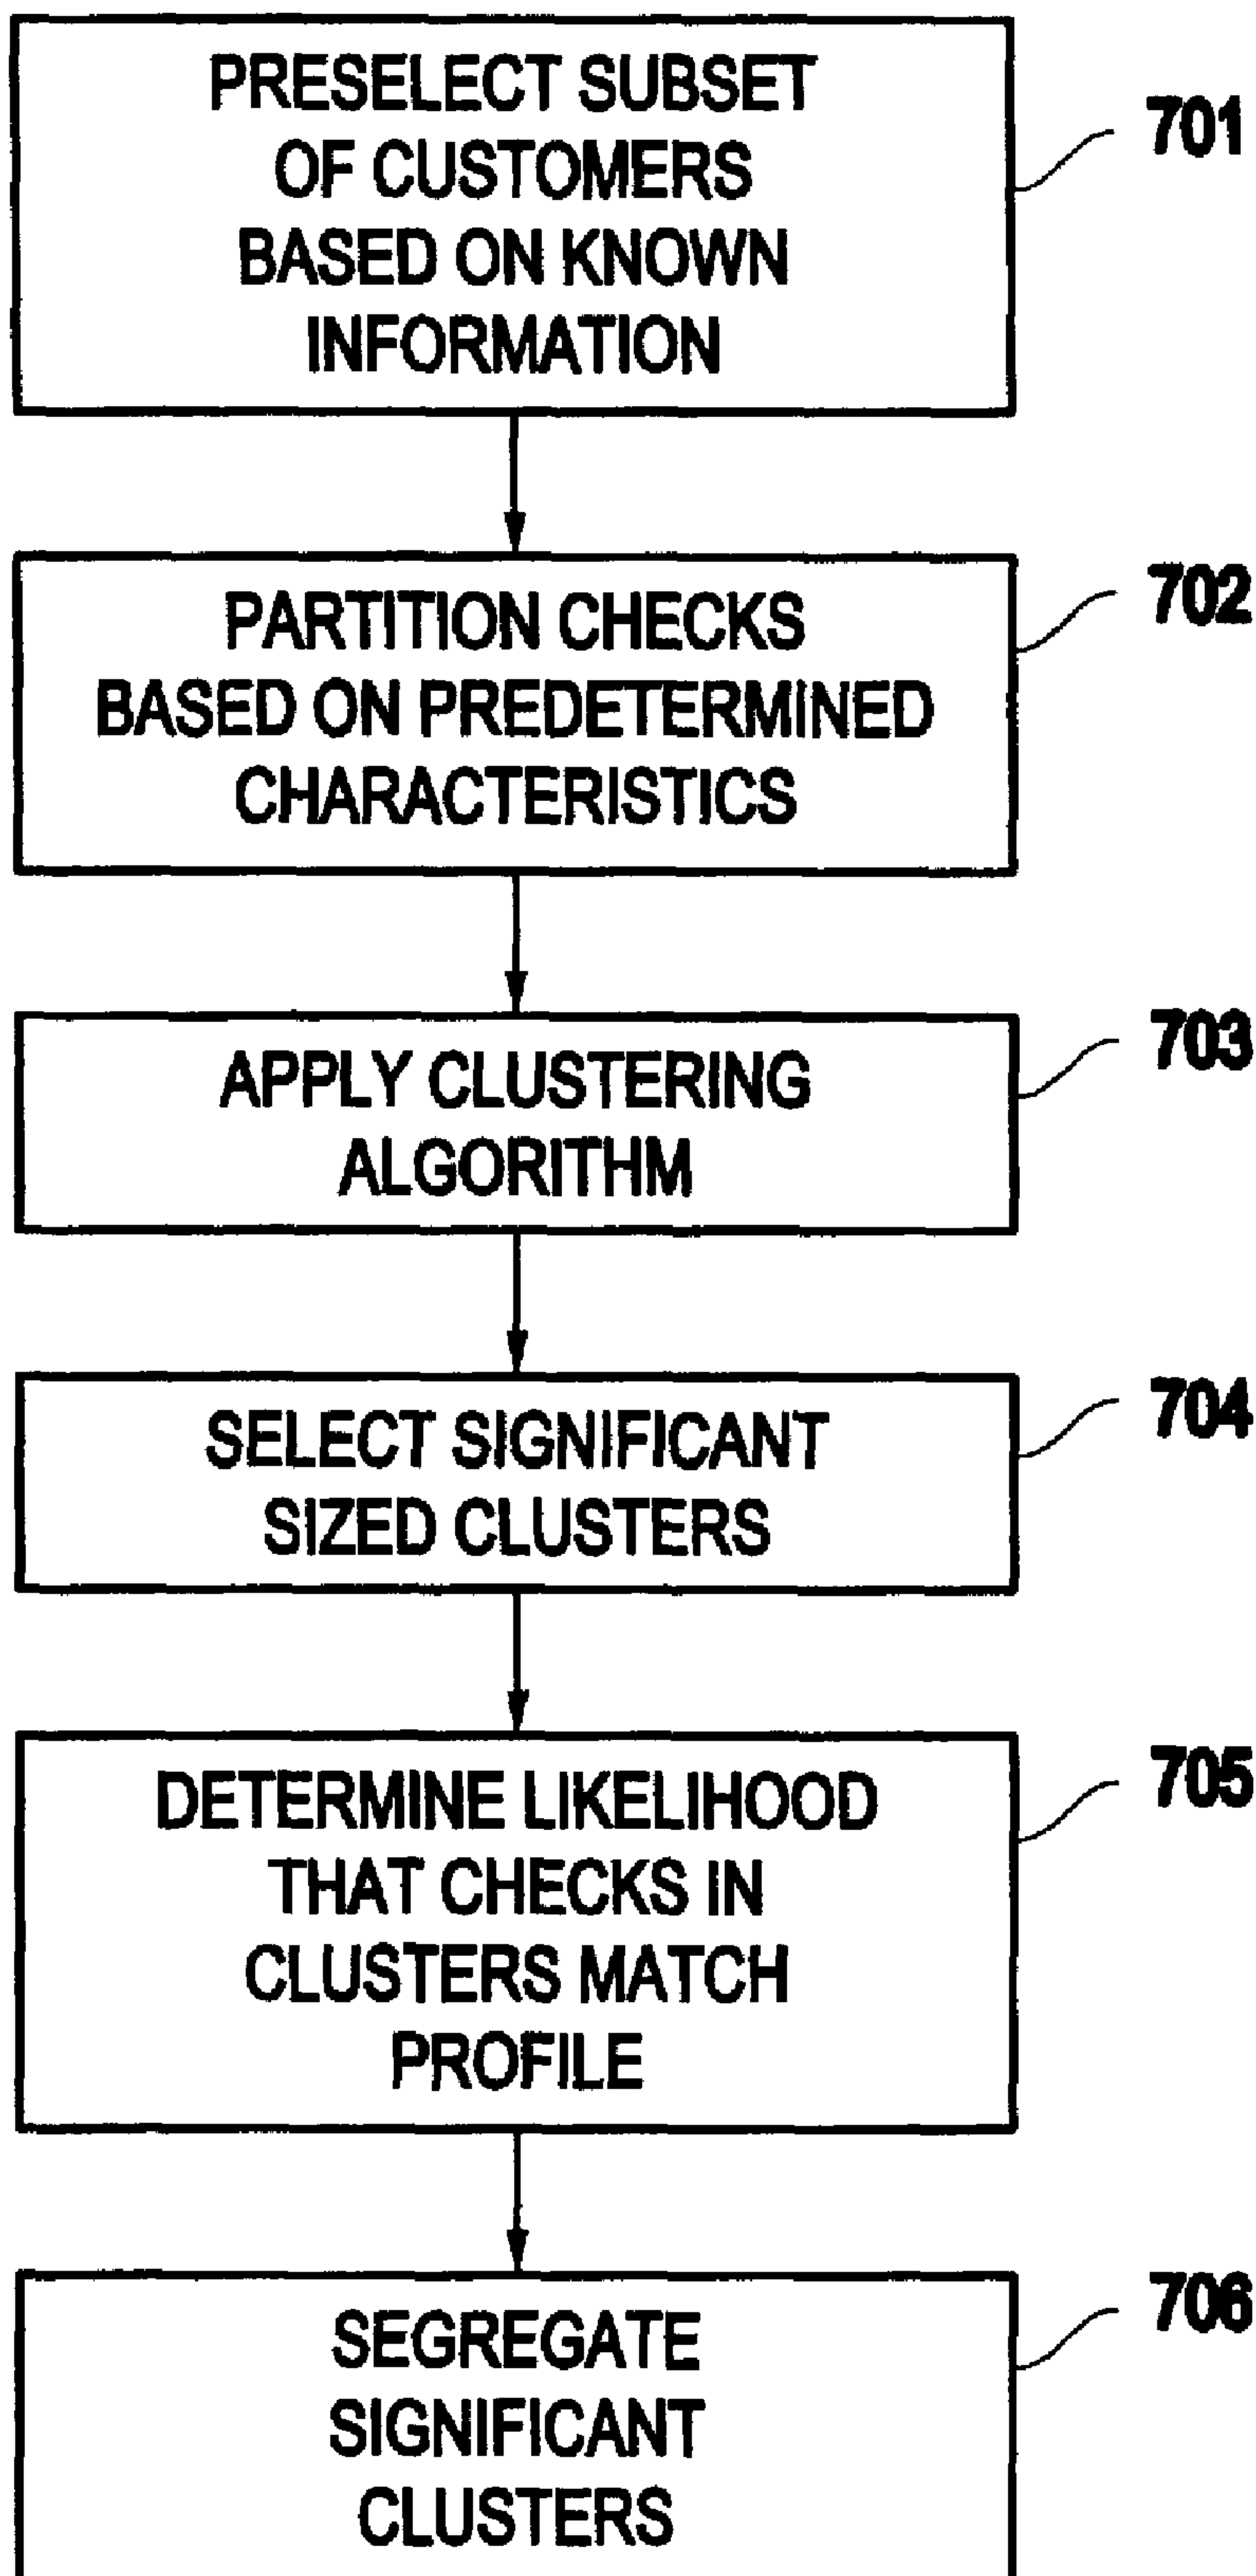 PRESELECT SUBSET
OF CUSTOMERS
BASED ON KNOWN
INFORMATION
701
PARTITION CHECKS
BASED ON PREDETERMINED
CHARACTERISTICS
702
APPLY CLUSTERING
ALGORITHM
703
SELECT SIGNIFICANT
SIZED CLUSTERS
704
DETERMINE LIKELIHOOD
THAT CHECKS IN
CLUSTERS MATCH
PROFILE
705
SEGREGATE
SIGNIFICANT
CLUSTERS
706